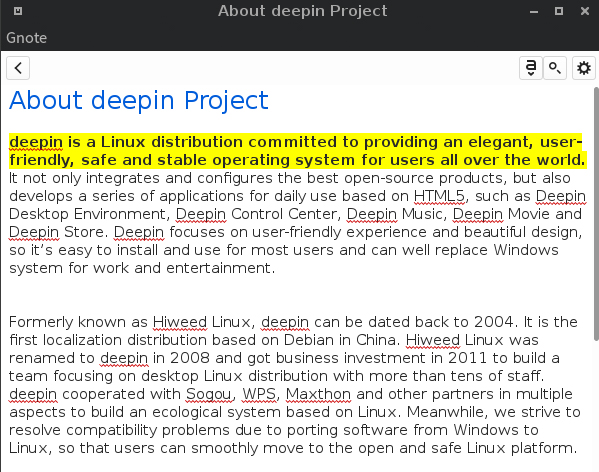 About deepin Project
Gnote
a
About deepin Project
deepin is a Linux distribution committed to providing an elegant, user-
friendly, safe and stable operating system for users all over the world.
It not only integrates and configures the best open-source products, but also
develops a series of applications for daily use based on HTML5, such as Deepin
Desktop Environment, Deepin Control Center, Deepin Music, Deepin Movie and
Deepin Store. Deepin focuses on user-friendly experience and beautiful design,
so it’s easy to install and use for most users and can well replace Windows
system for work and entertainment.
Formerly known as Hiweed Linux, deepin can be dated back to 2004. It is the
first localization distribution based on Debian in China. Hiweed Linux was
renamed to deepin in 2008 and got business investment in 2011 to build a
team focusing on desktop Linux distribution with more than tens of staff.
deepin cooperated with Sogou, WPS, Maxthon and other partners in multiple
aspects to build an ecological system based on Linux. Meanwhile, we strive to
resolve compatibility problems due to porting software from Windows to
Linux, so that users can smoothly move to the open and safe Linux platform.